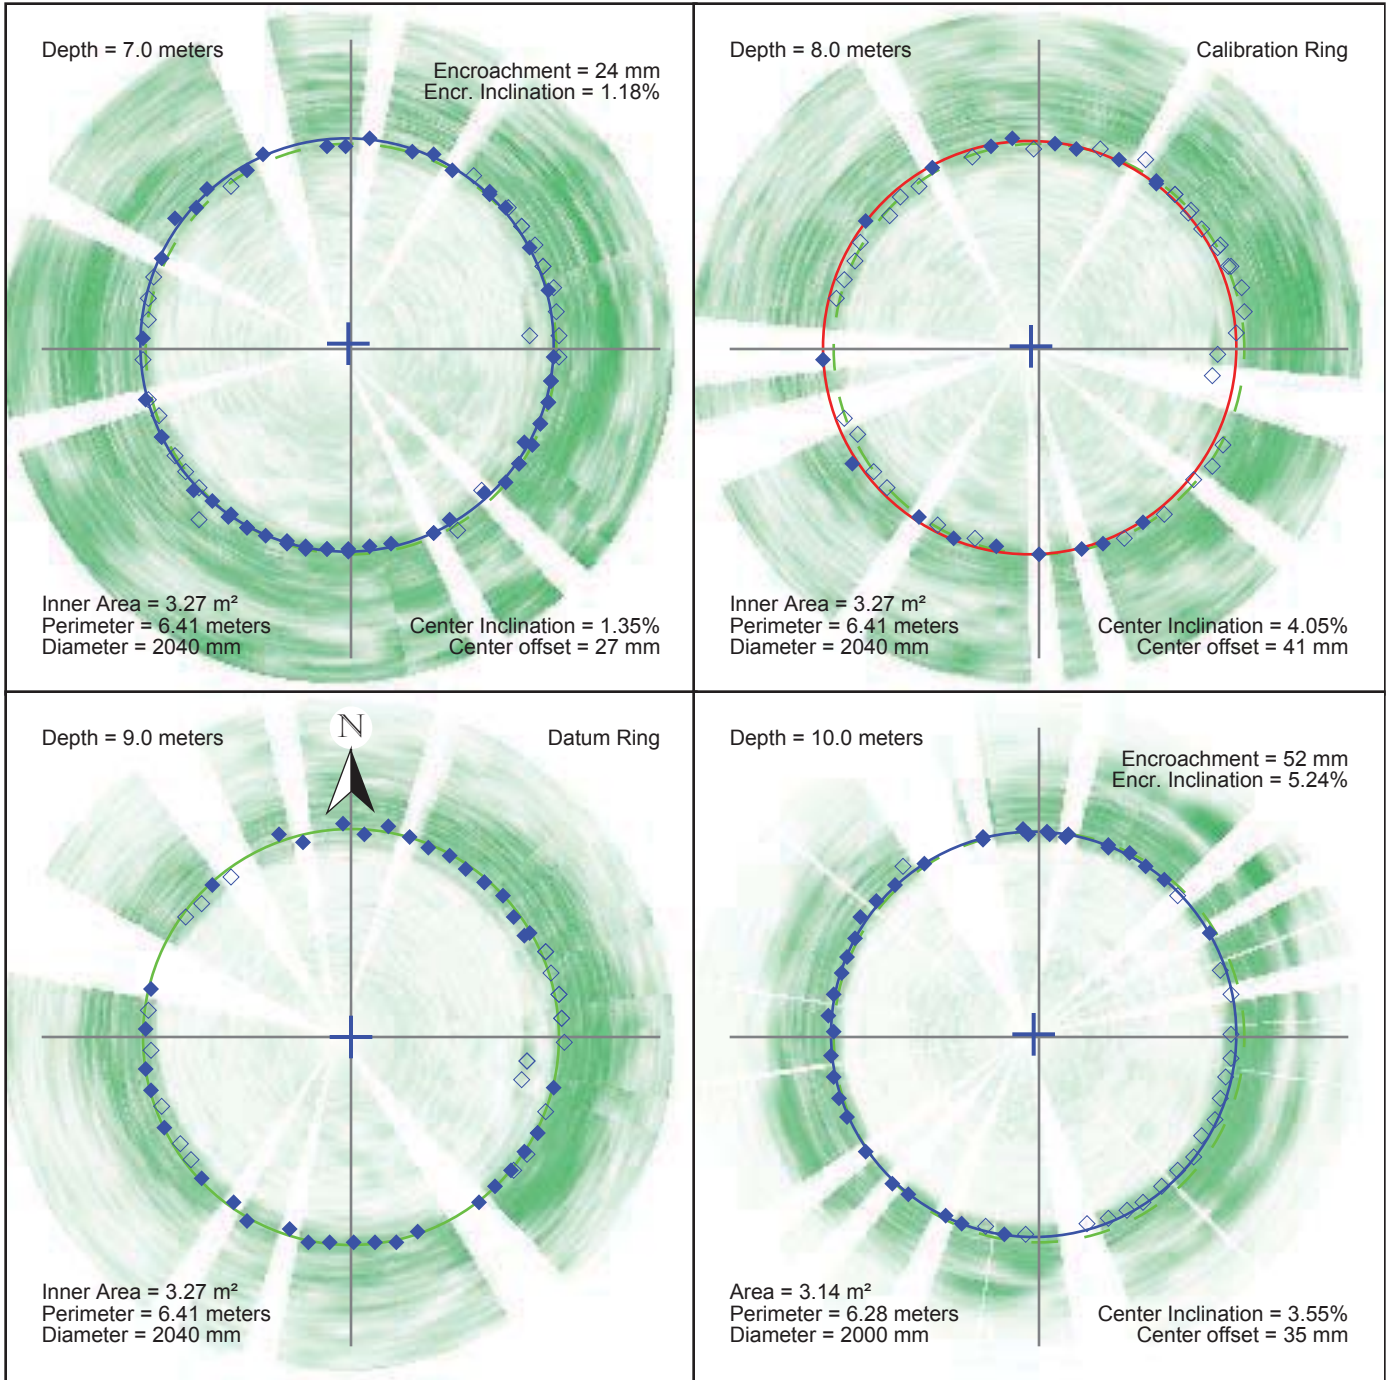 Depth = 7.0 meters
Encroachment = 24 mm
Encr. Inclination = 1.18%
Inner Area = 3.27 m²
Perimeter = 6.41 meters
Diameter = 2040 mm
Center Inclination = 1.35%
Center offset = 27 mm
Depth = 8.0 meters
Calibration Ring
Inner Area = 3.27 m²
Perimeter = 6.41 meters
Diameter = 2040 mm
Center Inclination = 4.05%
Center offset = 41 mm
Depth = 9.0 meters
N
Datum Ring
Inner Area = 3.27 m²
Perimeter = 6.41 meters
Diameter = 2040 mm
Depth = 10.0 meters
Encroachment = 52 mm
Encr. Inclination = 5.24%
Area = 3.14 m²
Perimeter = 6.28 meters
Diameter = 2000 mm
Center Inclination = 3.55%
Center offset = 35 mm